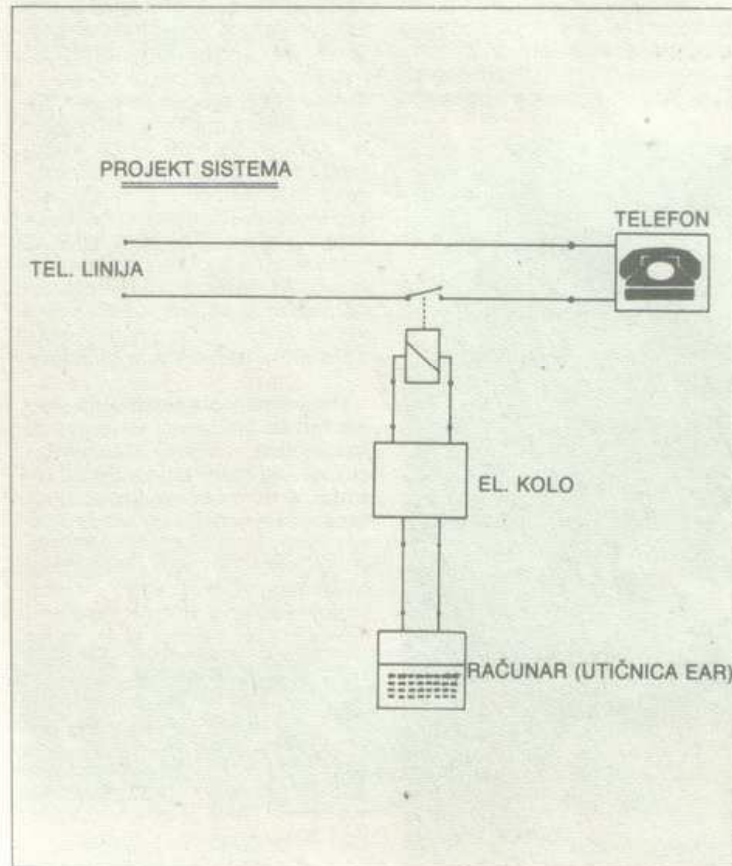 PROJEKT SISTEMA
TELEFON
TEL. LINIJA
EL. KOLO
RAČUNAR (UTIČNICA EAR)